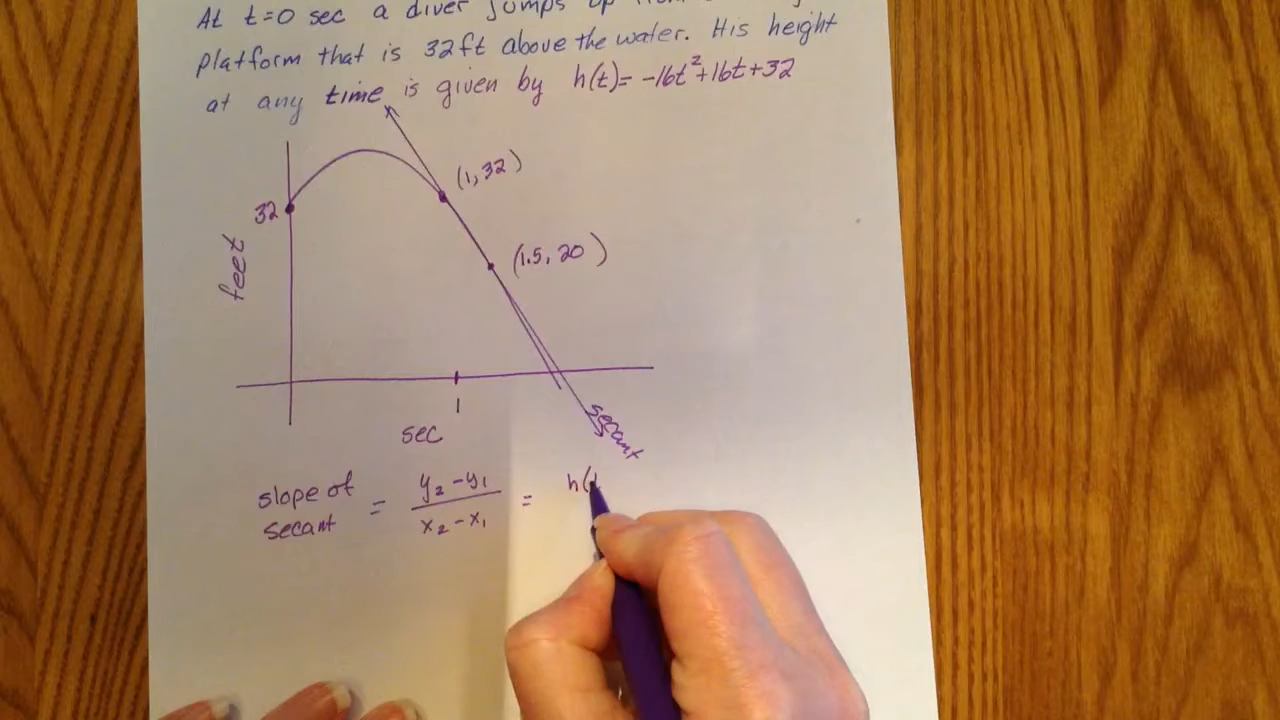 At t=0 sec a diver jumps up from
platform that is 32ft above the water. His height
at any time is given by h(t)= -16t²+16t+32
(1, 32)
32
(1.5, 20 )
feet
1
sec
secant
slope of
secant = y₂-y₁ / x₂-x₁ = h(